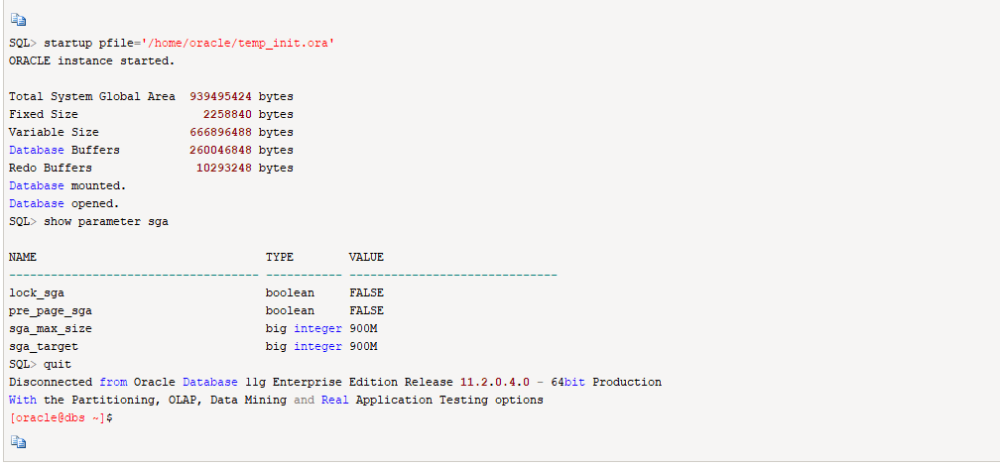 SQL> startup pfile='/home/oracle/temp_init.ora'
ORACLE instance started.
Total System Global Area  939495424 bytes
Fixed Size                  2258840 bytes
Variable Size             666896488 bytes
Database Buffers          260046848 bytes
Redo Buffers               10293248 bytes
Database mounted.
Database opened.
SQL> show parameter sga
NAME                                 TYPE        VALUE
------------------------------------ ----------- ------------------------------
lock_sga                             boolean     FALSE
pre_page_sga                         boolean     FALSE
sga_max_size                         big integer 900M
sga_target                           big integer 900M
SQL> quit
Disconnected from Oracle Database 11g Enterprise Edition Release 11.2.0.4.0 - 64bit Production
With the Partitioning, OLAP, Data Mining and Real Application Testing options
[oracle@dbs ~]$